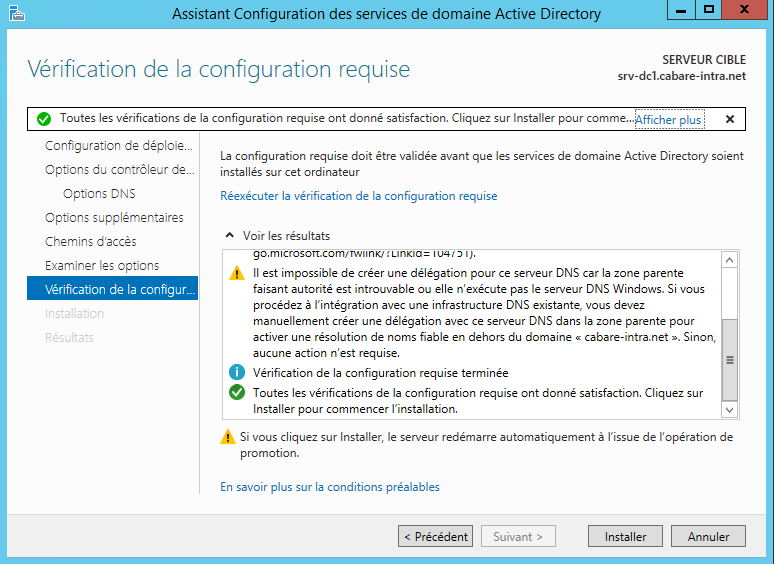 Assistant Configuration des services de domaine Active Directory
Vérification de la configuration requise
SERVEUR CIBLE
srv-dc1.cabare-intra.net
Toutes les vérifications de la configuration requise ont donné satisfaction. Cliquez sur Installer pour comme...
Afficher plus
Configuration de déploie...
Options du contrôleur de...
Options DNS
Options supplémentaires
Chemins d'accès
Examiner les options
Vérification de la configur...
Installation
Résultats
La configuration requise doit être validée avant que les services de domaine Active Directory soient
installés sur cet ordinateur
Réexécuter la vérification de la configuration requise
Voir les résultats
go.microsoft.com/fwlink/?LinkId=104751).
Il est impossible de créer une délégation pour ce serveur DNS car la zone parente
faisant autorité est introuvable ou elle n'exécute pas le serveur DNS Windows. Si vous
procédez à l'intégration avec une infrastructure DNS existante, vous devez
manuellement créer une délégation avec ce serveur DNS dans la zone parente pour
activer une résolution de noms fiable en dehors du domaine « cabare-intra.net ». Sinon,
aucune action n'est requise.
Vérification de la configuration requise terminée
Toutes les vérifications de la configuration requise ont donné satisfaction. Cliquez sur
Installer pour commencer l'installation.
Si vous cliquez sur Installer, le serveur redémarre automatiquement à l'issue de l'opération de
promotion.
En savoir plus sur la conditions préalables
< Précédent
Suivant >
Installer
Annuler